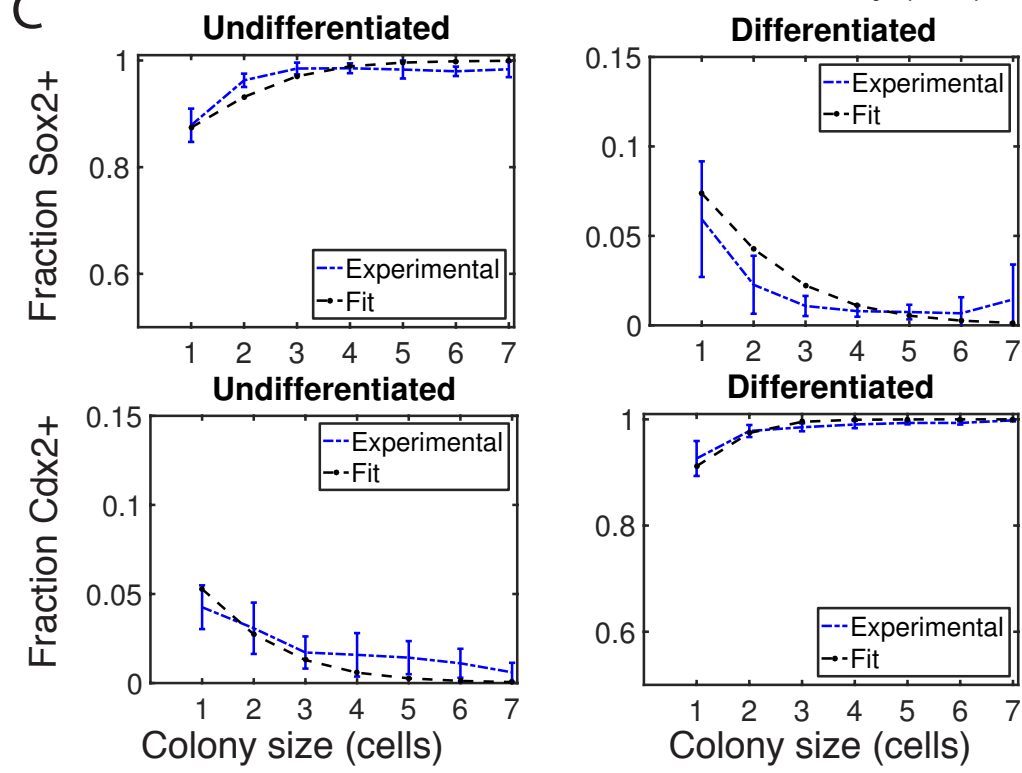 C
Undifferentiated
Fraction Sox2+
1
0.8
0.6
Experimental
Fit
1 2 3 4 5 6 7
Differentiated
0.15
0.1
0.05
0
Experimental
Fit
1 2 3 4 5 6 7
Undifferentiated
Fraction Cdx2+
0.15
0.1
0.05
0
Experimental
Fit
1 2 3 4 5 6 7
Colony size (cells)
Differentiated
1
0.8
0.6
Experimental
Fit
1 2 3 4 5 6 7
Colony size (cells)